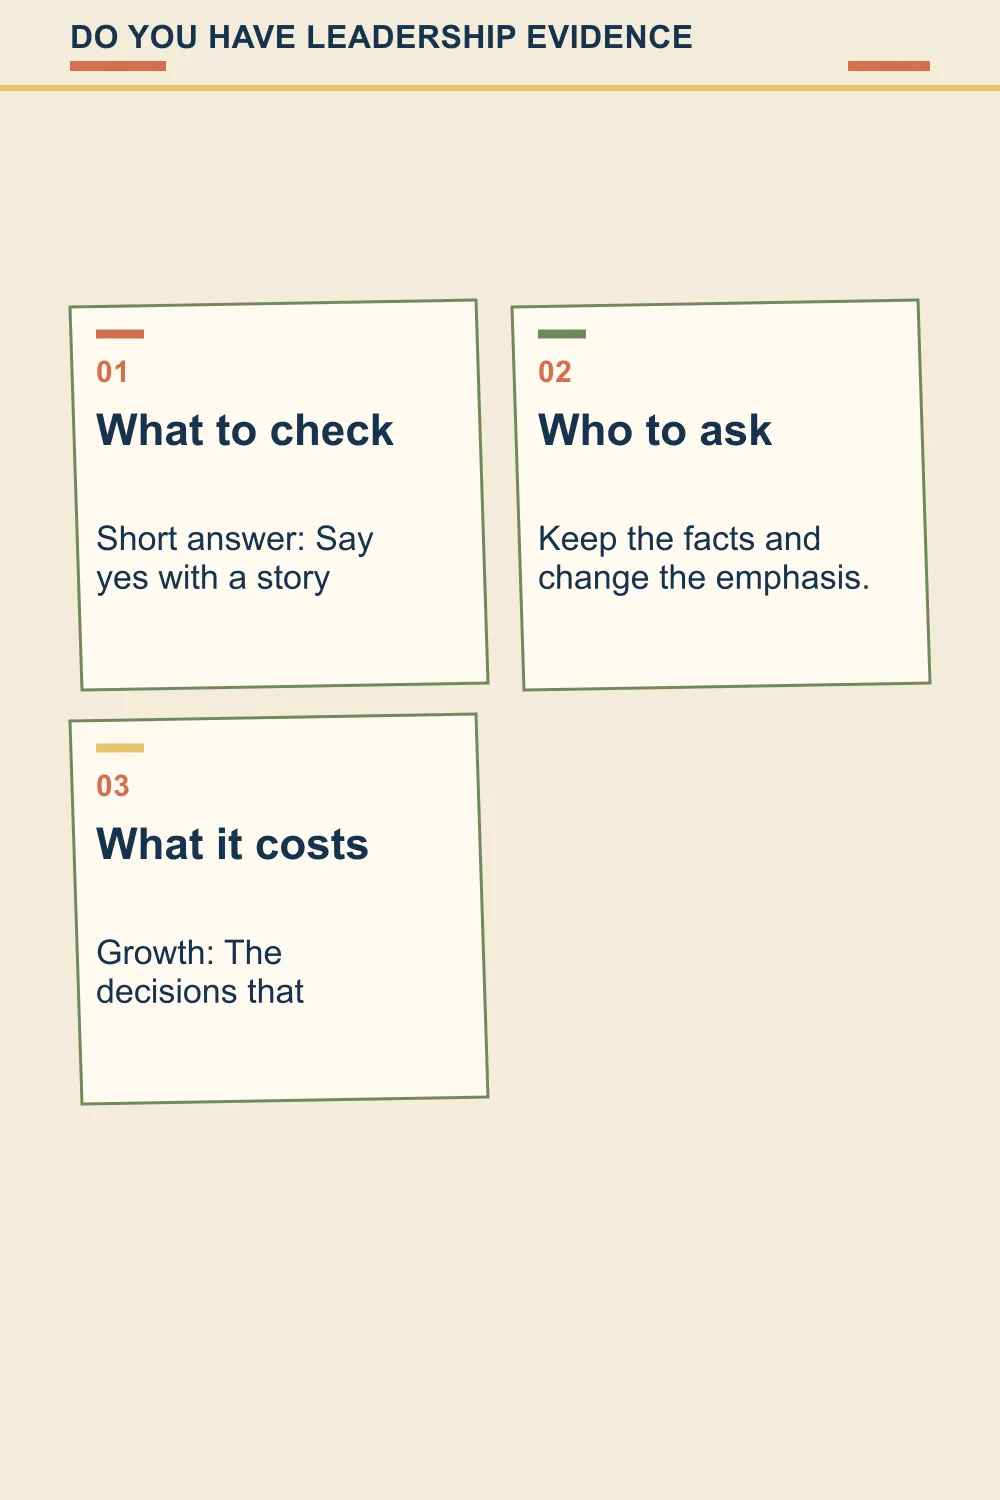 DO YOU HAVE LEADERSHIP EVIDENCE
01
What to check
Short answer: Say
yes with a story
02
Who to ask
Keep the facts and
change the emphasis.
03
What it costs
Growth: The
decisions that